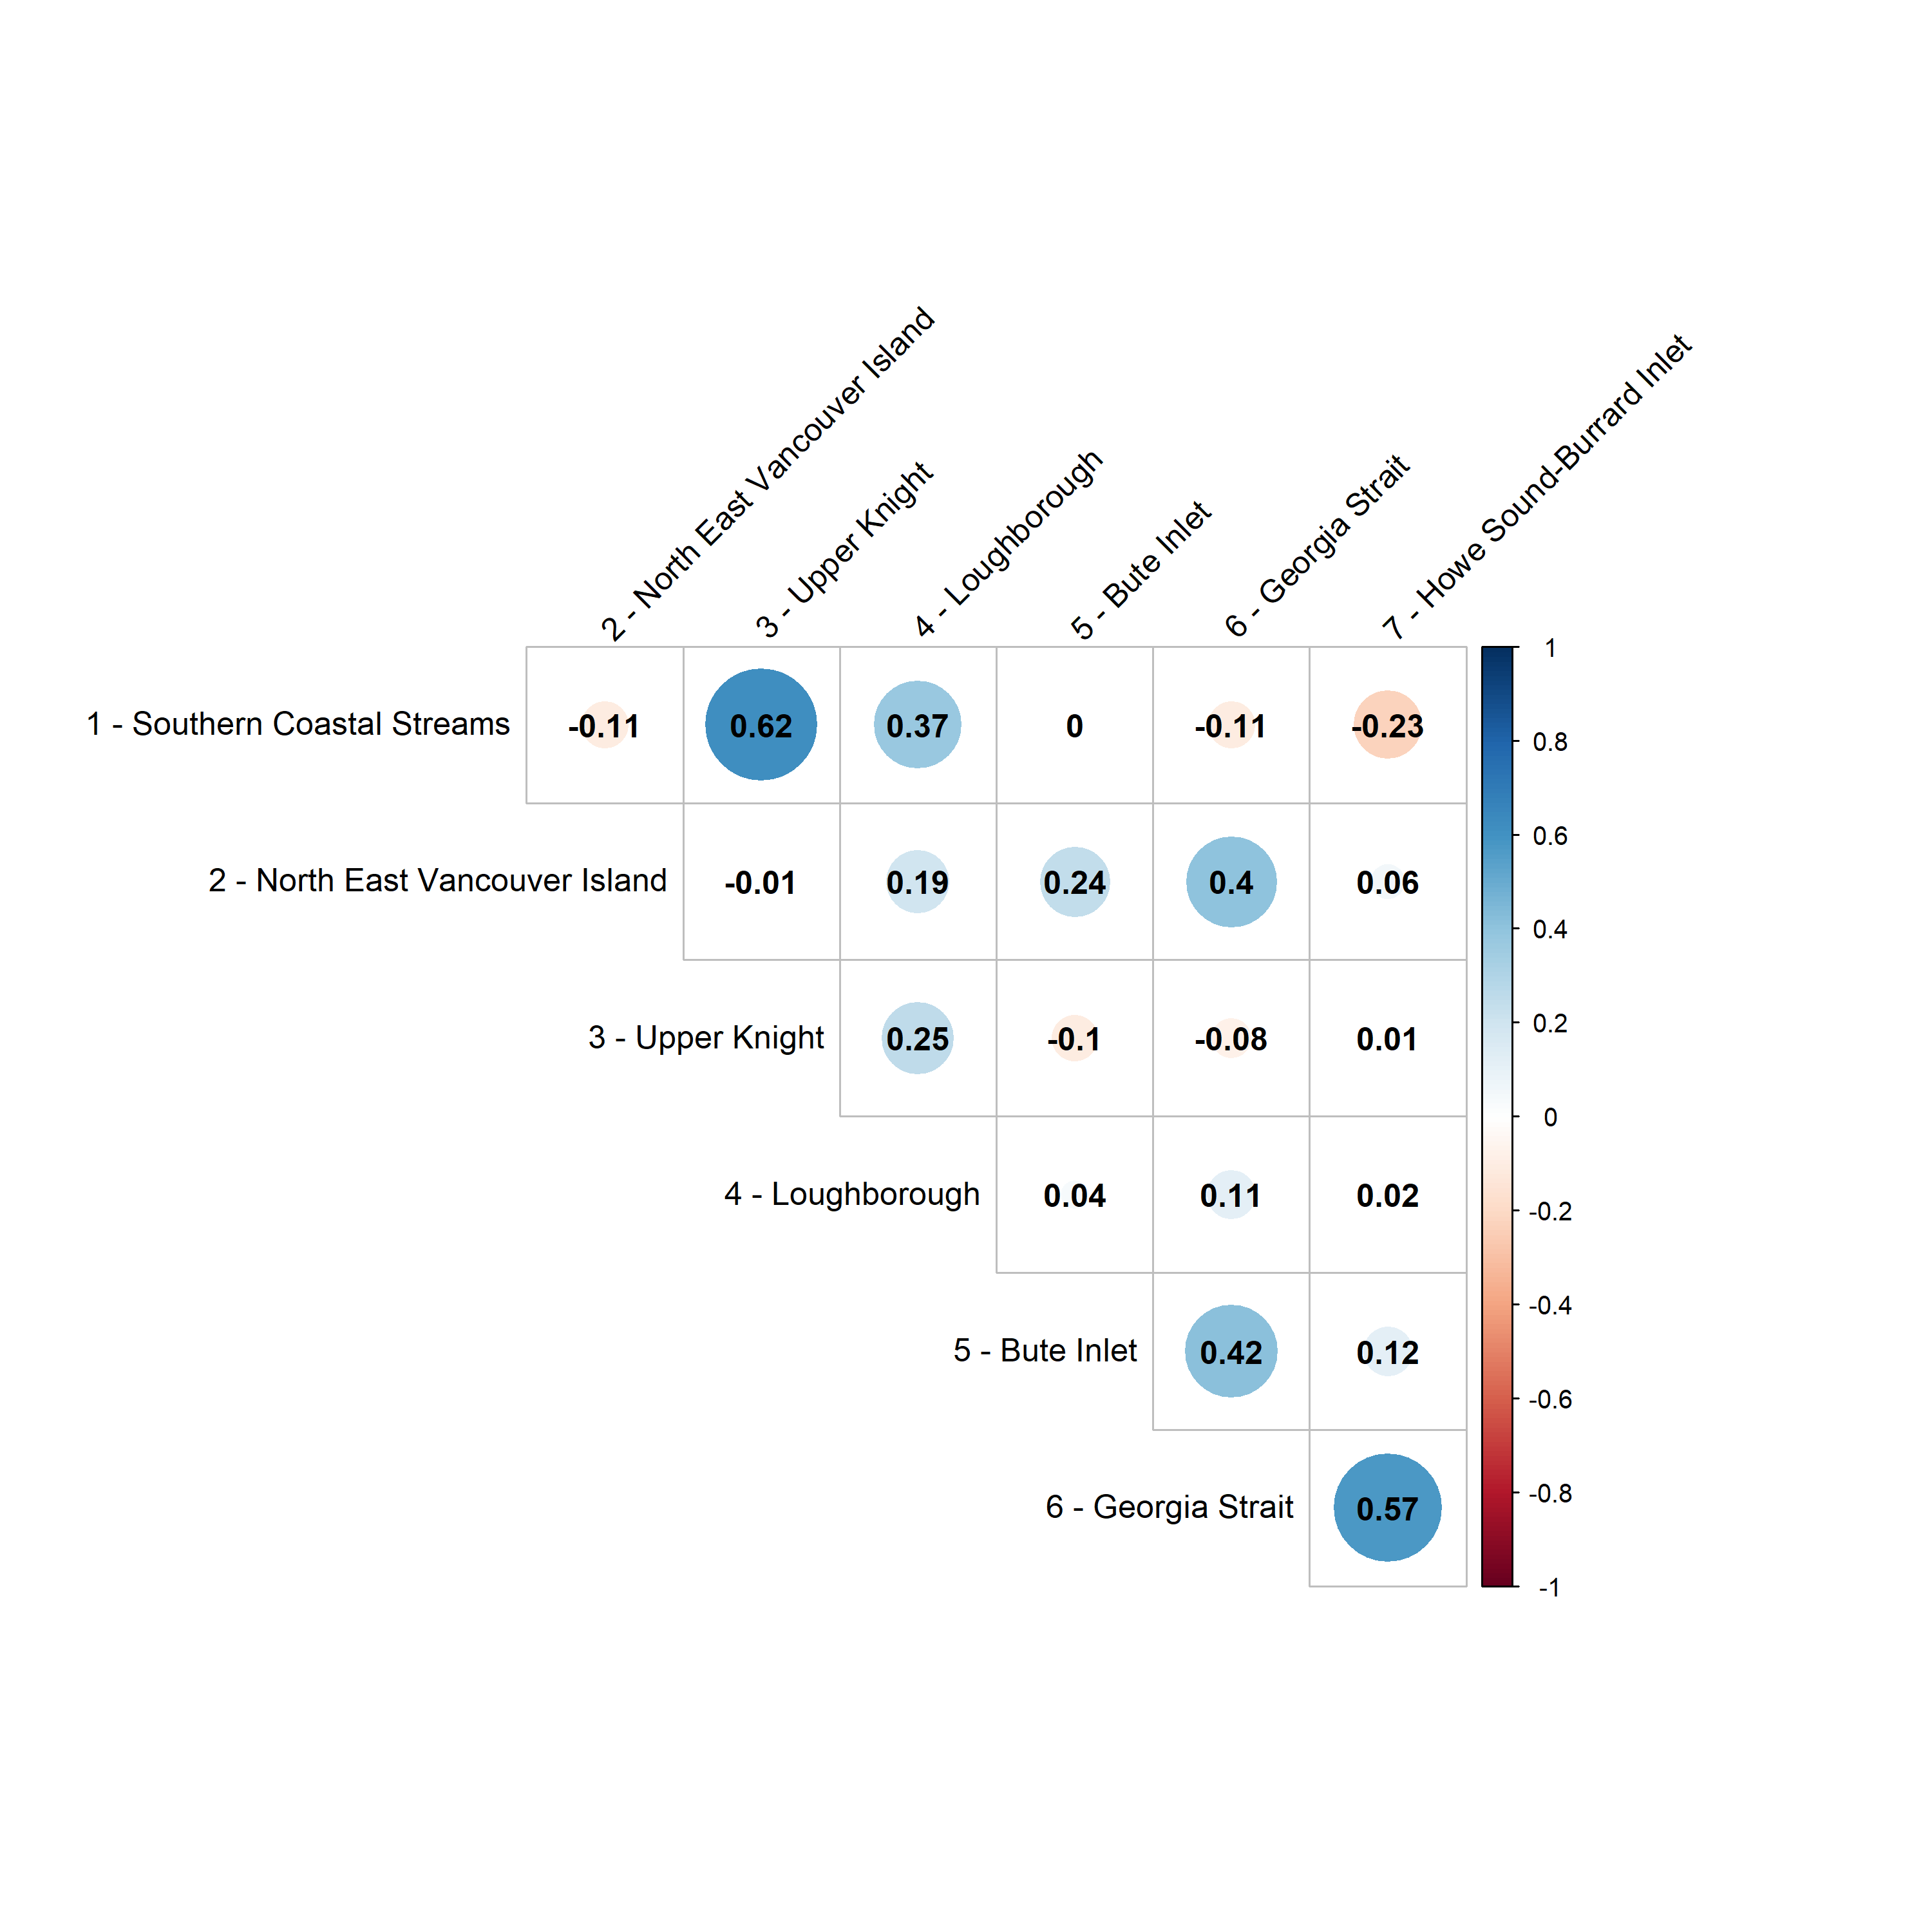 2 - North East Vancouver Island
3 - Upper Knight
4 - Loughborough
5 - Bute Inlet
6 - Georgia Strait
7 - Howe Sound-Burrard Inlet
1 - Southern Coastal Streams -0.11 0.62 0.37 0 -0.11 -0.23
2 - North East Vancouver Island -0.01 0.19 0.24 0.4 0.06
3 - Upper Knight 0.25 -0.1 -0.08 0.01
4 - Loughborough 0.04 0.11 0.02
5 - Bute Inlet 0.42 0.12
6 - Georgia Strait 0.57
1
0.8
0.6
0.4
0.2
0
-0.2
-0.4
-0.6
-0.8
-1